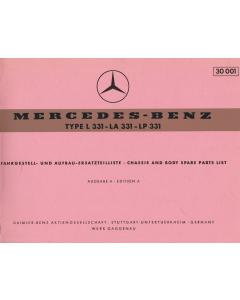 30 001
MERCEDES-BENZ
TYPE L 331 - LA 331 - LP 331
FAHRGESTELL- UND AUFBAU-ERSATZTEILLISTE · CHASSIS AND BODY SPARE PARTS LIST
AUSGABE A · EDITION A
DAIMLER-BENZ AKTIENGESELLSCHAFT · STUTTGART-UNTERTUERKHEIM · GERMANY
WERK GAGGENAU